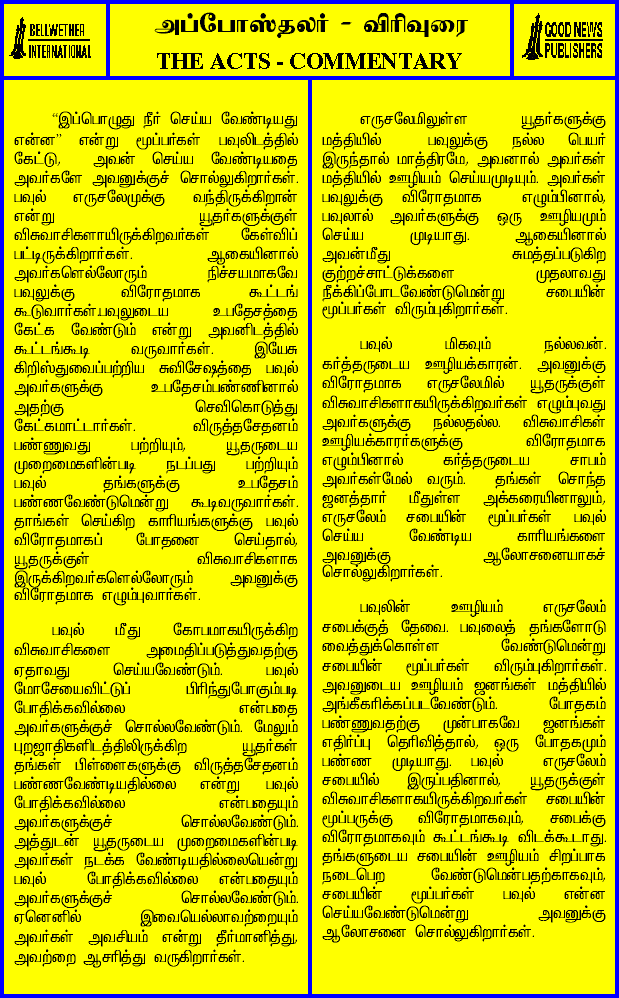 BELLWETHER
INTERNATIONAL
அப்போஸ்தலர் - விரிவுரை
THE ACTS - COMMENTARY
GOOD NEWS
PUBLISHERS
“இப்பொழுது நீர் செய்ய வேண்டியது
என்ன” என்று மூப்பர்கள் பவுலிடத்தில்
கேட்டு, அவன் செய்ய வேண்டியதை
அவர்களே அவனுக்குச் சொல்லுகிறார்கள்.
பவுல் எருசலேமுக்கு வந்திருக்கிறான்
என்று யூதர்களுக்குள்
விசுவாசிகளாயிருக்கிறவர்கள் கேள்விப்
பட்டிருக்கிறார்கள். ஆகையினால்
அவர்களெல்லோரும் நிச்சயமாகவே
பவுலுக்கு விரோதமாக கூட்டங்
கூடுவார்கள்.பவுலுடைய உபதேசத்தை
கேட்க வேண்டும் என்று அவனிடத்தில்
கூட்டங்கூடி வருவார்கள். இயேசு
கிறிஸ்துவைப்பற்றிய சுவிசேஷத்தை பவுல்
அவர்களுக்கு உபதேசம்பண்ணினால்
அதற்கு செவிகொடுத்து
கேட்கமாட்டார்கள். விருத்தசேதனம்
பண்ணுவது பற்றியும், யூதருடைய
முறைமைகளின்படி நடப்பது பற்றியும்
பவுல் தங்களுக்கு உபதேசம்
பண்ணவேண்டுமென்று கூடிவருவார்கள்.
தாங்கள் செய்கிற காரியங்களுக்கு பவுல்
விரோதமாகப் போதனை செய்தால்,
யூதருக்குள் விசுவாசிகளாக
இருக்கிறவர்களெல்லோரும் அவனுக்கு
விரோதமாக எழும்புவார்கள்.
பவுல் மீது கோபமாகயிருக்கிற
விசுவாசிகளை அமைதிப்படுத்துவதற்கு
ஏதாவது செய்யவேண்டும். பவுல்
மோசேயைவிட்டுப் பிரிந்துபோகும்படி
போதிக்கவில்லை என்பதை
அவர்களுக்குச் சொல்லவேண்டும். மேலும்
புறஜாதிகளிடத்திலிருக்கிற யூதர்கள்
தங்கள் பிள்ளைகளுக்கு விருத்தசேதனம்
பண்ணவேண்டியதில்லை என்று பவுல்
போதிக்கவில்லை என்பதையும்
அவர்களுக்குச் சொல்லவேண்டும்.
அத்துடன் யூதருடைய முறைமைகளின்படி
அவர்கள் நடக்க வேண்டியதில்லையென்று
பவுல் போதிக்கவில்லை என்பதையும்
அவர்களுக்குச் சொல்லவேண்டும்.
ஏனெனில் இவையெல்லாவற்றையும்
அவர்கள் அவசியம் என்று தீர்மானித்து,
அவற்றை ஆசரித்து வருகிறார்கள்.
எருசலேமிலுள்ள யூதர்களுக்கு
மத்தியில் பவுலுக்கு நல்ல பெயர்
இருந்தால் மாத்திரமே, அவனால் அவர்கள்
மத்தியில் ஊழியம் செய்யமுடியும். அவர்கள்
பவுலுக்கு விரோதமாக எழும்பினால்,
பவுலால் அவர்களுக்கு ஒரு ஊழியமும்
செய்ய முடியாது. ஆகையினால்
அவன்மீது சுமத்தப்படுகிற
குற்றச்சாட்டுக்களை முதலாவது
நீக்கிப்போடவேண்டுமென்று சபையின்
மூப்பர்கள் விரும்புகிறார்கள்.
பவுல் மிகவும் நல்லவன்.
கர்த்தருடைய ஊழியக்காரன். அவனுக்கு
விரோதமாக எருசலேமில் யூதருக்குள்
விசுவாசிகளாகயிருக்கிறவர்கள் எழும்புவது
அவர்களுக்கு நல்லதல்ல. விசுவாசிகள்
ஊழியக்காரர்களுக்கு விரோதமாக
எழும்பினால் கர்த்தருடைய சாபம்
அவர்கள்மேல் வரும். தங்கள் சொந்த
ஜனத்தார் மீதுள்ள அக்கரையினாலும்,
எருசலேம் சபையின் மூப்பர்கள் பவுல்
செய்ய வேண்டிய காரியங்களை
அவனுக்கு ஆலோசனையாகச்
சொல்லுகிறார்கள்.
பவுலின் ஊழியம் எருசலேம்
சபைக்குத் தேவை. பவுலைத் தங்களோடு
வைத்துக்கொள்ள வேண்டுமென்று
சபையின் மூப்பர்கள் விரும்புகிறார்கள்.
அவனுடைய ஊழியம் ஜனங்கள் மத்தியில்
அங்கீகரிக்கப்படவேண்டும். போதகம்
பண்ணுவதற்கு முன்பாகவே ஜனங்கள்
எதிர்ப்பு தெரிவித்தால், ஒரு போதகமும்
பண்ண முடியாது. பவுல் எருசலேம்
சபையில் இருப்பதினால், யூதருக்குள்
விசுவாசிகளாகயிருக்கிறவர்கள் சபையின்
மூப்பருக்கு விரோதமாகவும், சபைக்கு
விரோதமாகவும் கூட்டங்கூடி விடக்கூடாது.
தங்களுடைய சபையின் ஊழியம் சிறப்பாக
நடைபெற வேண்டுமென்பதற்காகவும்,
சபையின் மூப்பர்கள் பவுல் என்ன
செய்யவேண்டுமென்று அவனுக்கு
ஆலோசனை சொல்லுகிறார்கள்.